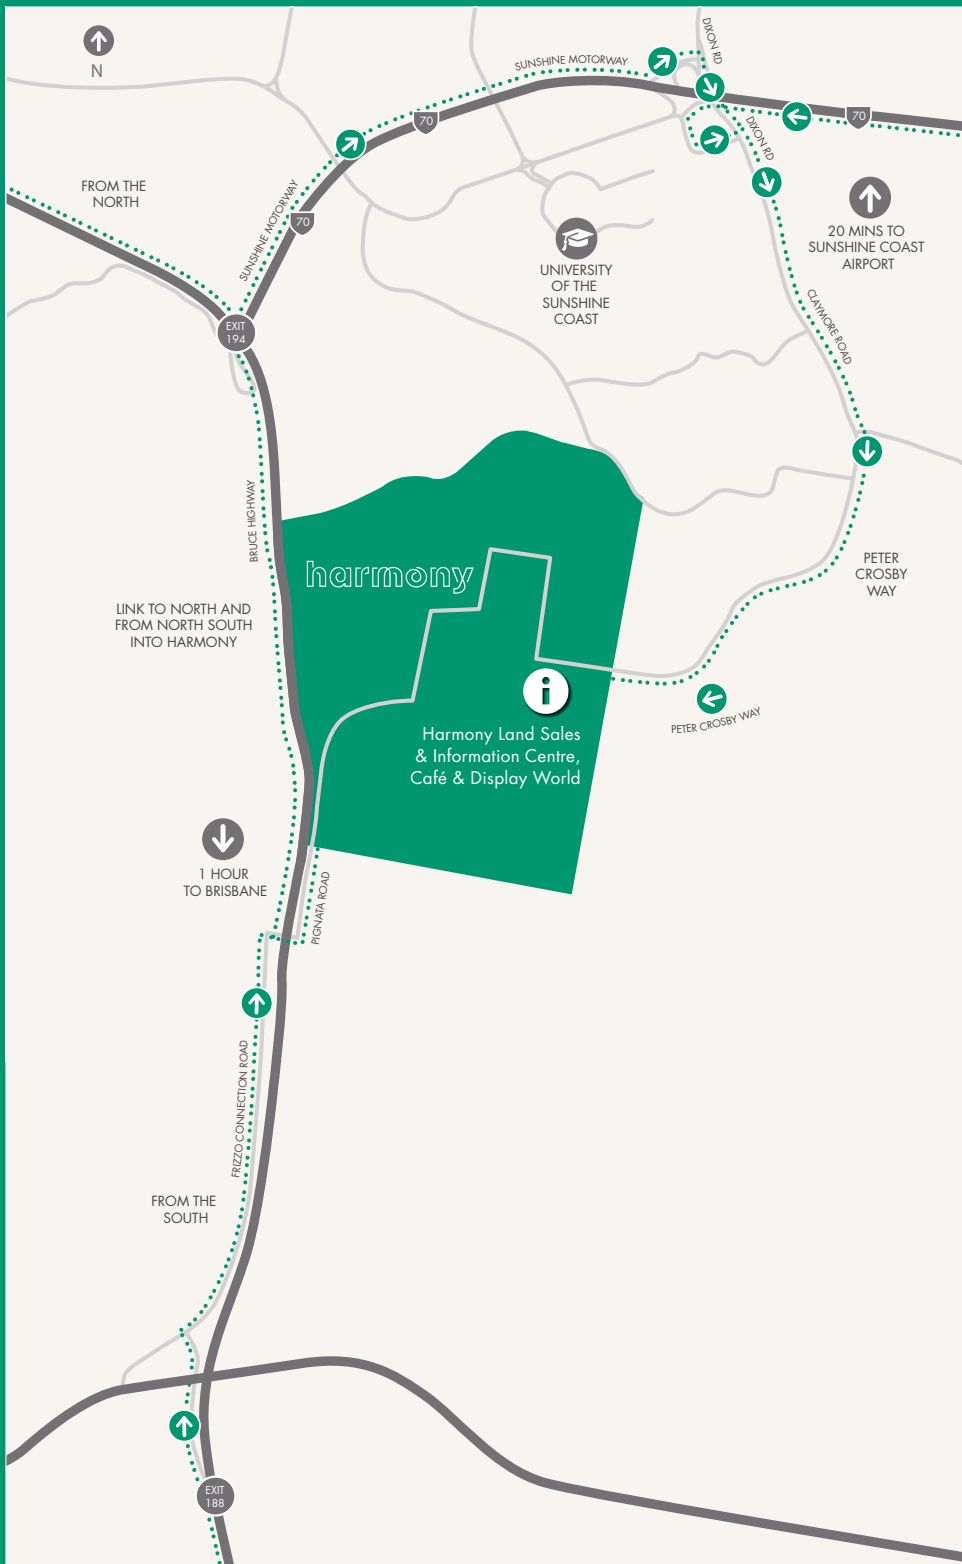 N
DIXON RD
SUNSHINE MOTORWAY
70
70
DIXON RD
FROM THE
NORTH
SUNSHINE MOTORWAY
70
20 MINS TO
SUNSHINE COAST
AIRPORT
UNIVERSITY
OF THE
SUNSHINE
COAST
EXIT
194
CLAYMORE ROAD
BRUCE HIGHWAY
harmony
PETER
CROSBY
WAY
LINK TO NORTH AND
FROM NORTH SOUTH
INTO HARMONY
i
PETER CROSBY WAY
Harmony Land Sales
& Information Centre,
Café & Display World
1 HOUR
TO BRISBANE
PIGNATA ROAD
FRIZZO CONNECTION ROAD
FROM THE
SOUTH
EXIT
188